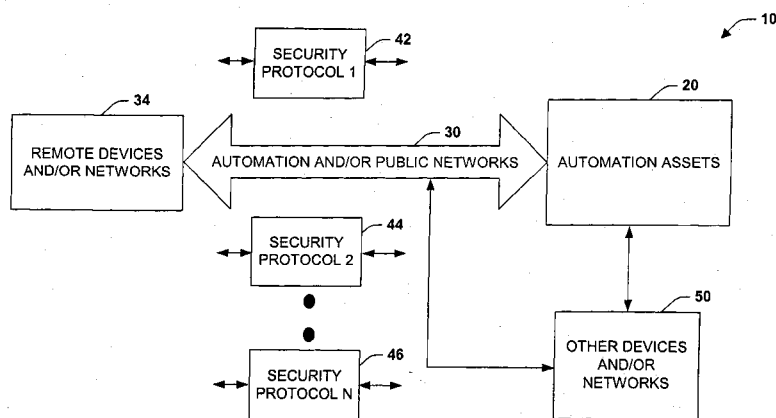 10
SECURITY
PROTOCOL 1
42
34
REMOTE DEVICES
AND/OR NETWORKS
30
AUTOMATION AND/OR PUBLIC NETWORKS
20
AUTOMATION ASSETS
44
SECURITY
PROTOCOL 2
50
OTHER DEVICES
AND/OR
NETWORKS
46
SECURITY
PROTOCOL N